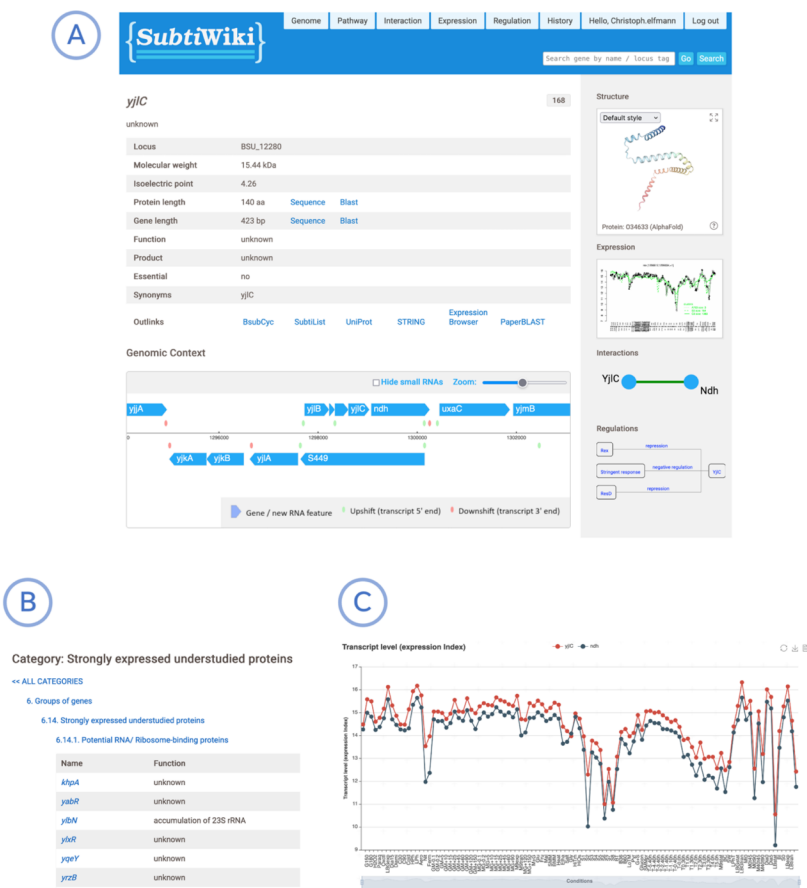 A
{SubtiWiki}
Genome Pathway Interaction Expression Regulation History Hello, Christoph.elfmann Log out
Search gene by name / locus tag Go Search
yjlC 168
unknown
Locus BSU_12280
Molecular weight 15.44 kDa
Isoelectric point 4.26
Protein length 140 aa Sequence Blast
Gene length 423 bp Sequence Blast
Function unknown
Product unknown
Essential no
Synonyms yjlC
Outlinks BsubCyc SubtiList UniProt STRING Expression Browser PaperBLAST
Genomic Context
Hide small RNAs Zoom:
yjjA yjlB yjlC ndh uxaC yjmB
0 1296000 1298000 1300000 1302000
yjkA yjkB yjlA S449
Gene / new RNA feature Upshift (transcript 5' end) Downshift (transcript 3' end)
Structure
Default style
Protein: O34633 (AlphaFold) ?
Expression
Interactions
YjlC
Ndh
Regulations
Rex repression
Stringent response negative regulation YjlC
ResD repression
B
Category: Strongly expressed understudied proteins
<< ALL CATEGORIES
6. Groups of genes
6.14. Strongly expressed understudied proteins
6.14.1. Potential RNA/ Ribosome-binding proteins
Name Function
khpA unknown
yabR unknown
ylbN accumulation of 23S rRNA
ylxR unknown
yqeY unknown
yrzB unknown
C
Transcript level (expression Index) yjlC ndh
Transcript level (expression Index)
17
16
15
14
13
12
11
10
9
Conditions